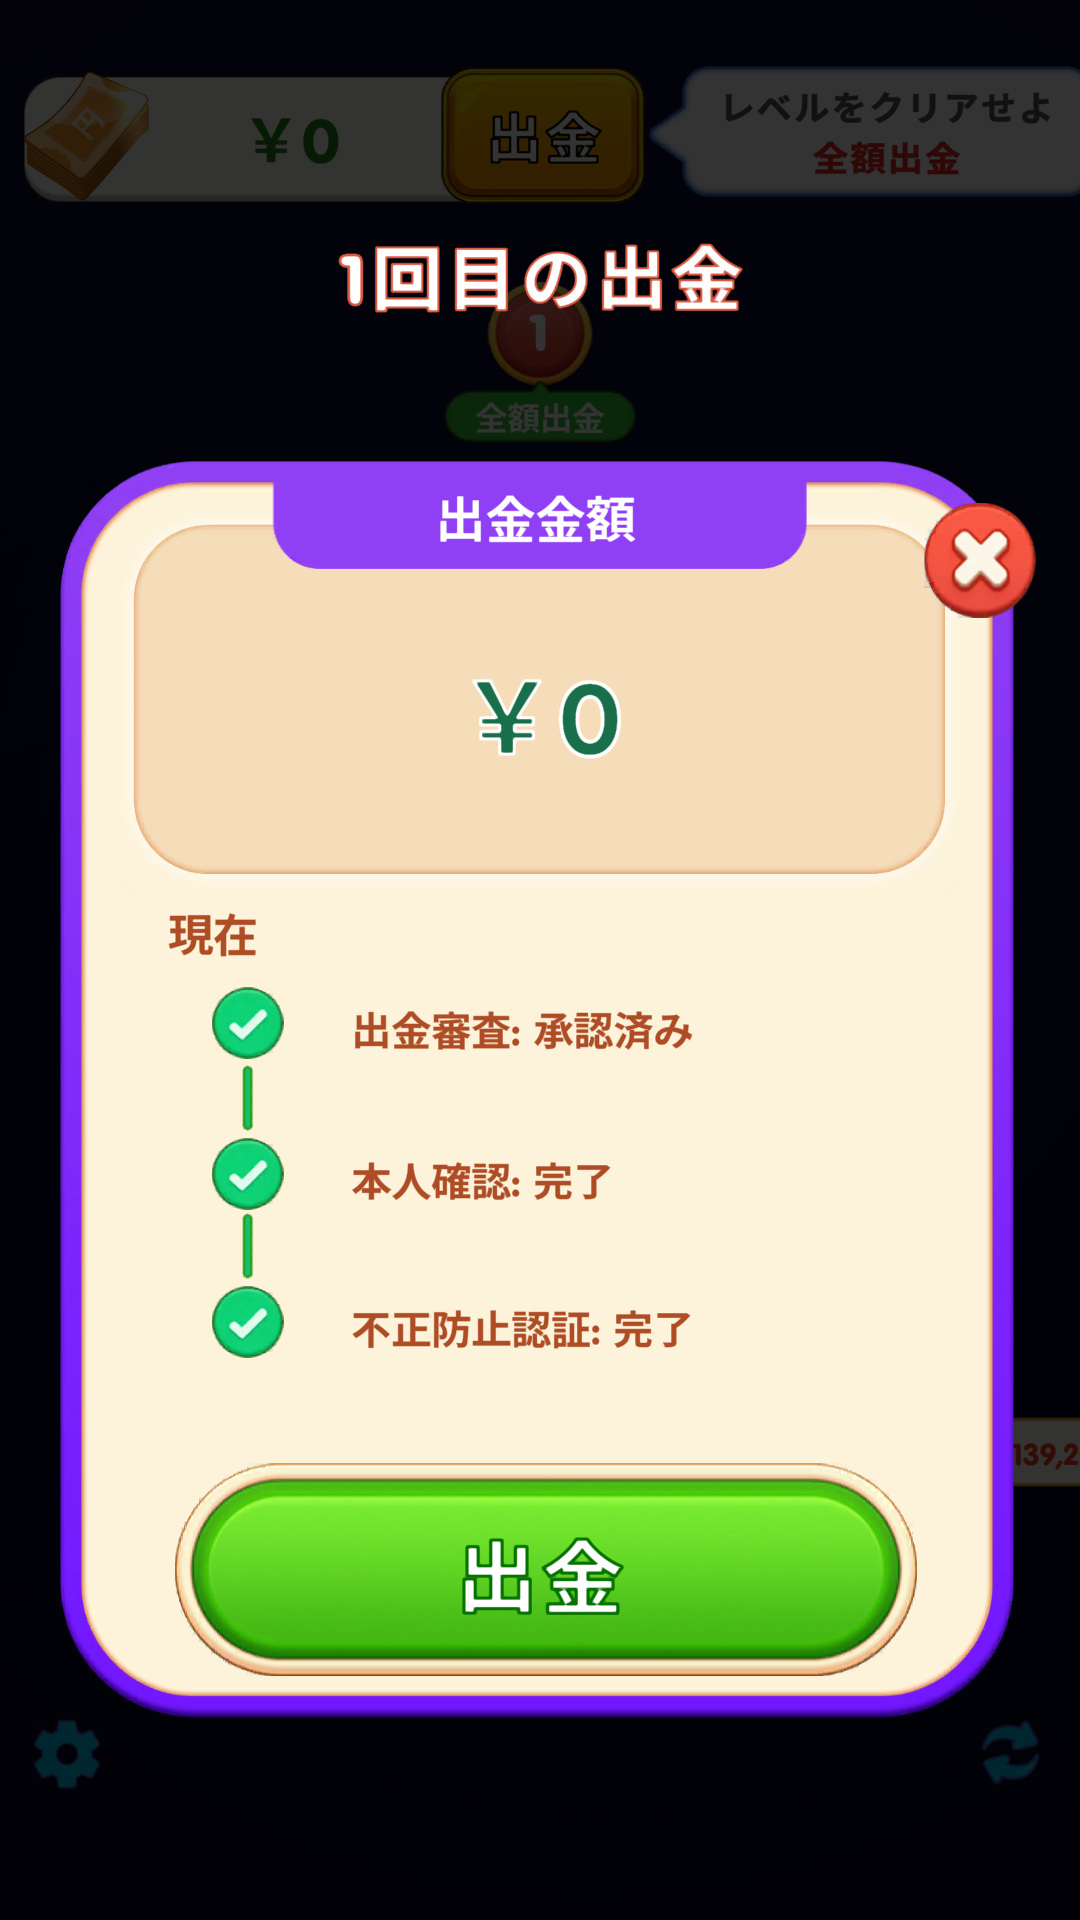 円
¥0
出金
レベルをクリアせよ
全額出金
1回目の出金
1
全額出金
出金金額
¥0
現在
出金審査: 承認済み
本人確認: 完了
不正防止認証: 完了
139,2
出金